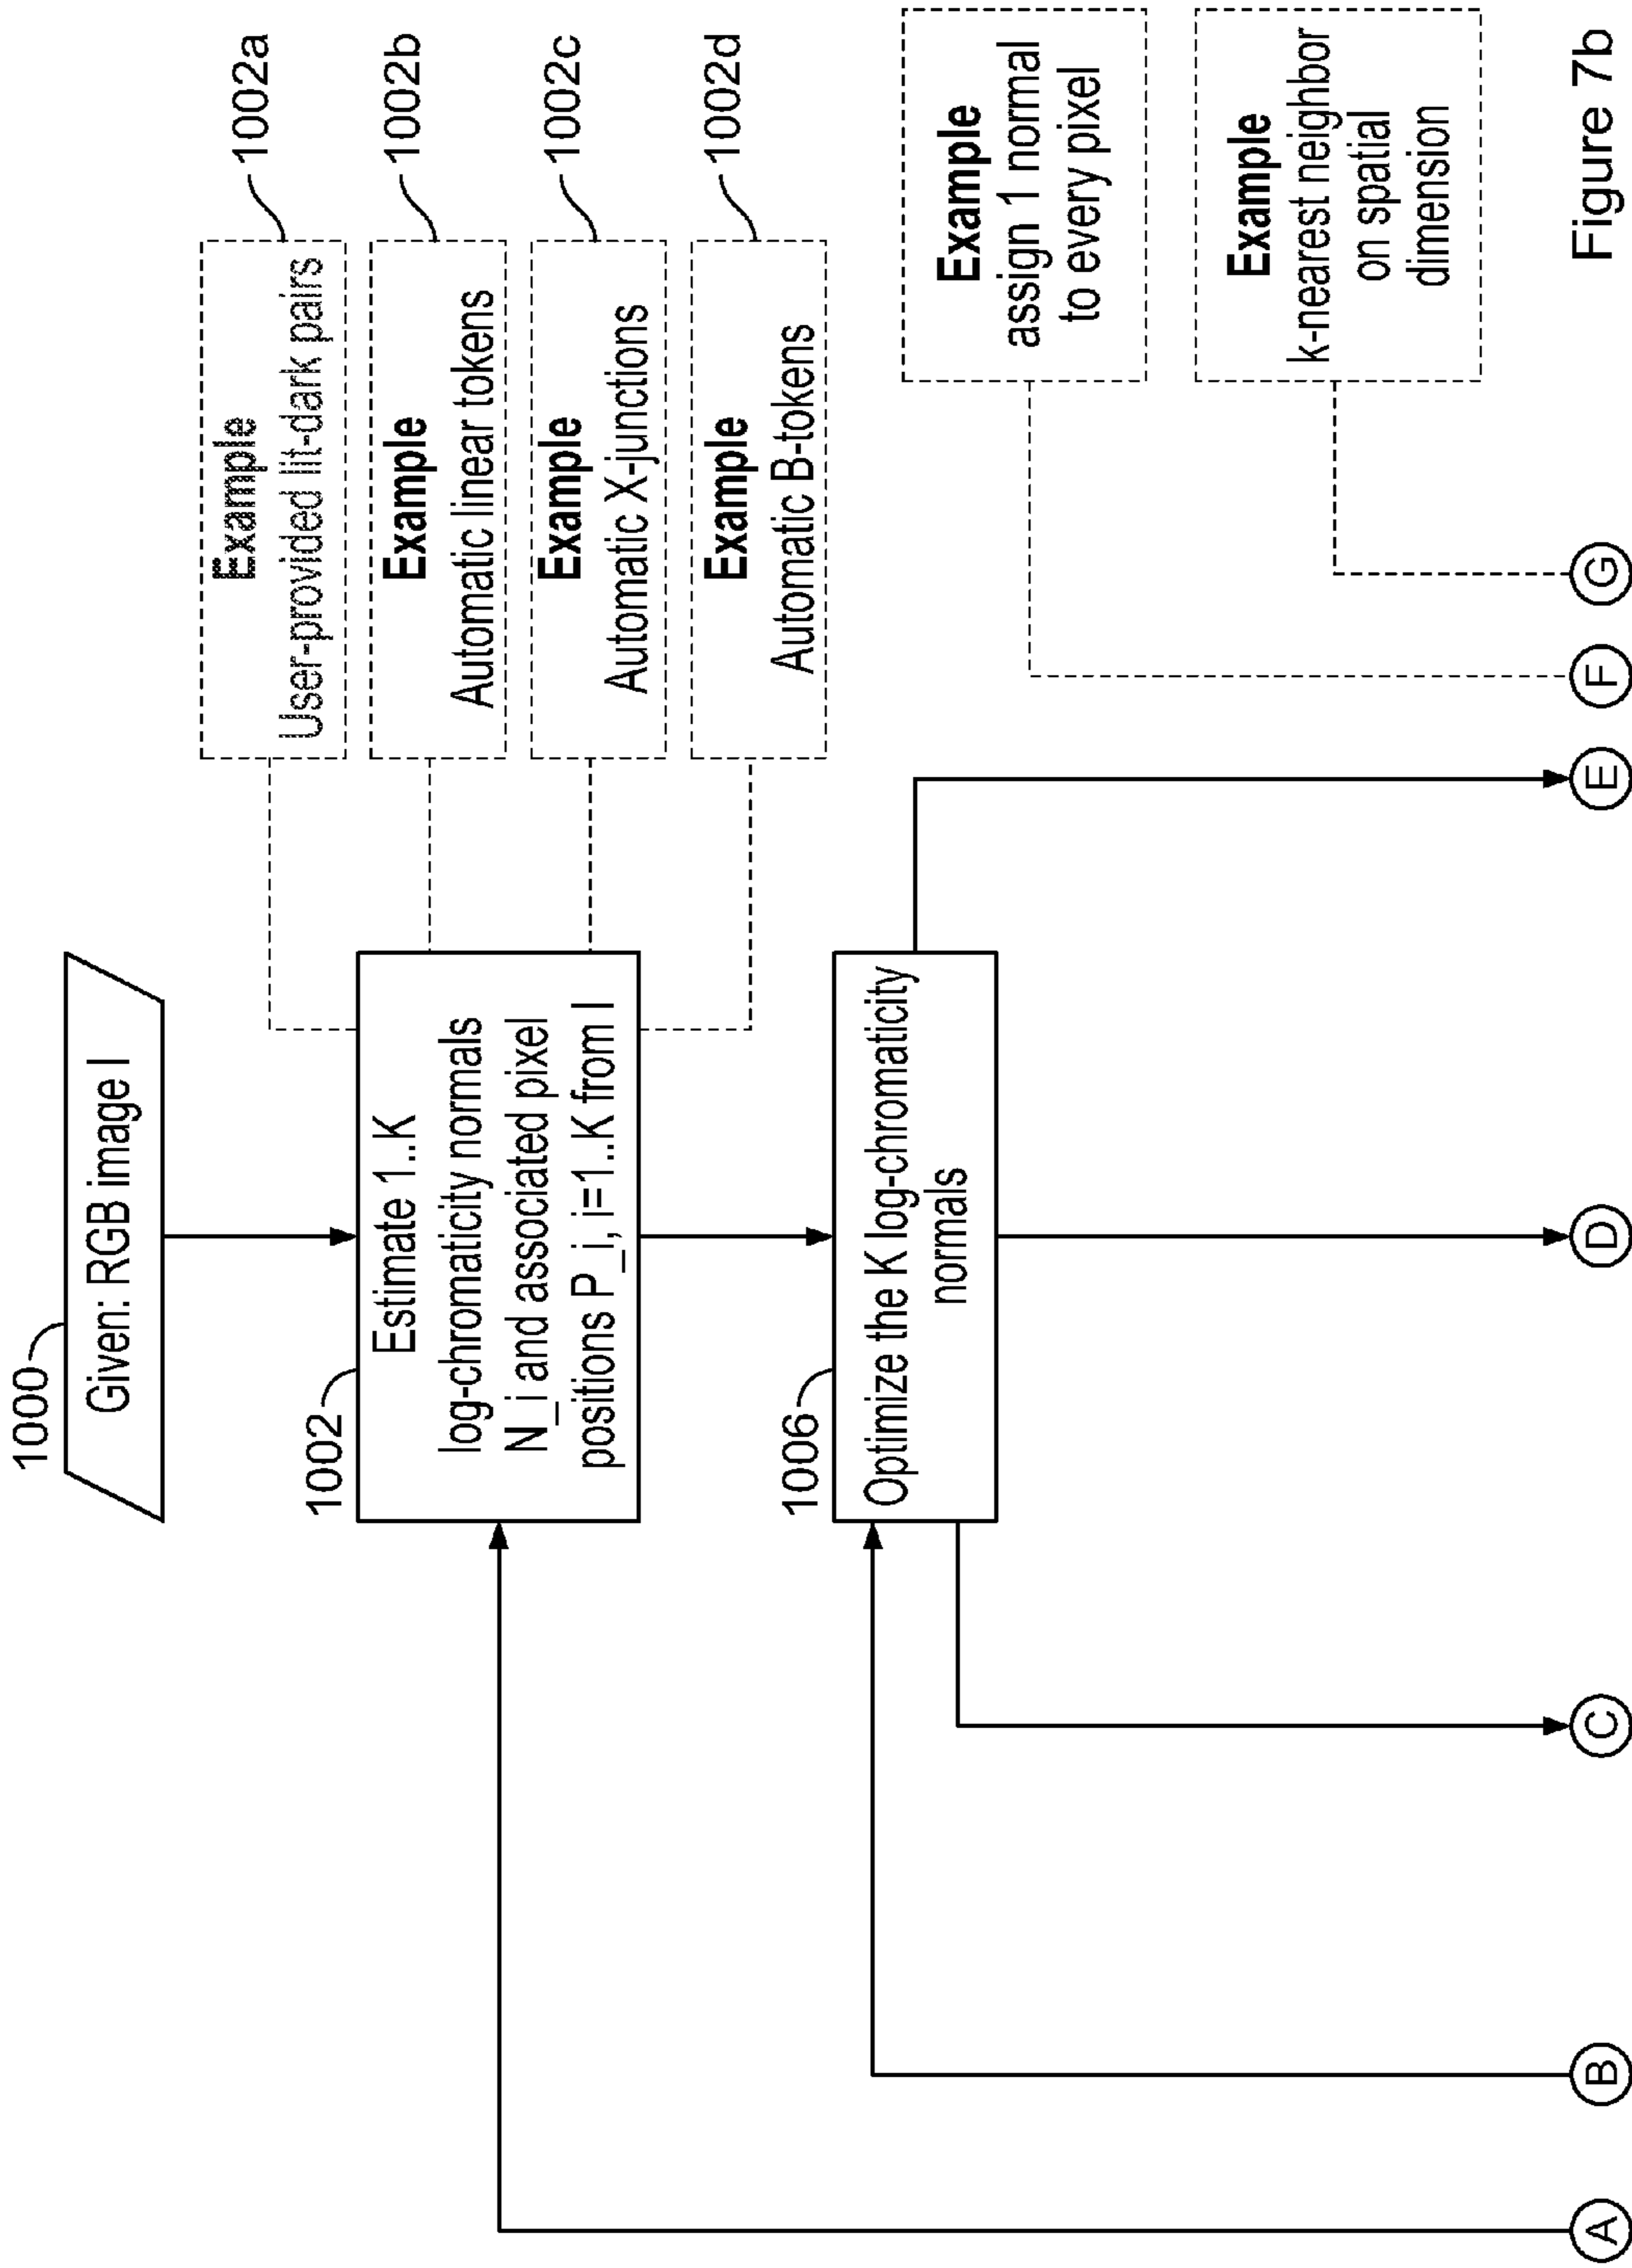 1000
Given: RGB image I
1002
Estimate 1..K
log-chromaticity normals
N_i and associated pixel
positions P_i, i=1..K from I
Example
User-provided lit-dark pairs
1002a
Example
Automatic linear tokens
1002b
Example
Automatic X-junctions
1002c
Example
Automatic B-tokens
1002d
1006
Optimize the K log-chromaticity
normals
Example
assign 1 normal
to every pixel
Example
k-nearest neighbor
on spatial
dimension
A
B
C
D
E
F
G
Figure 7b